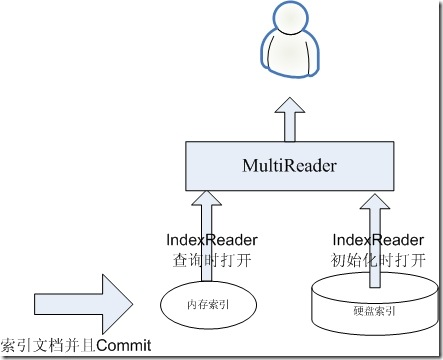 MultiReader
IndexReader
查询时打开
IndexReader
初始化时打开
内存索引
硬盘索引
索引文档并且Commit